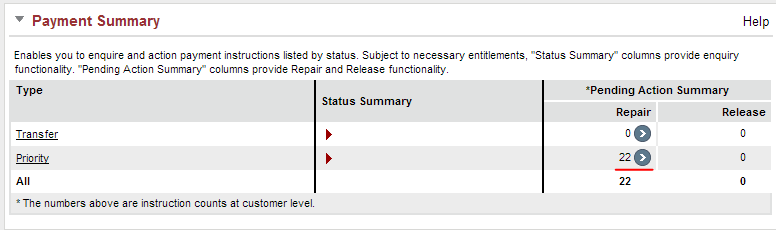 Payment Summary
Help
Enables you to enquire and action payment instructions listed by status. Subject to necessary entitlements, "Status Summary" columns provide enquiry
functionality. "Pending Action Summary" columns provide Repair and Release functionality.
Type
Status Summary
*Pending Action Summary
Repair Release
Transfer 0 0
Priority 22 0
All 22 0
* The numbers above are instruction counts at customer level.